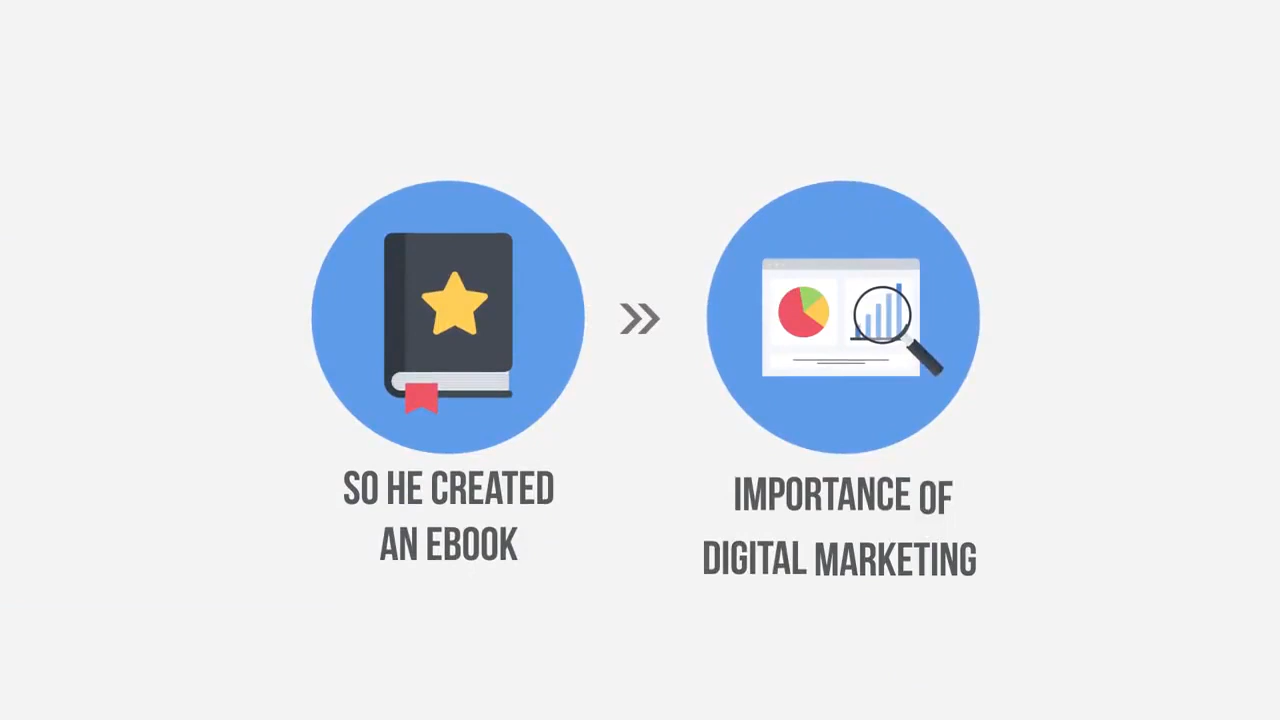 SO HE CREATED
AN EBOOK
IMPORTANCE OF
DIGITAL MARKETING